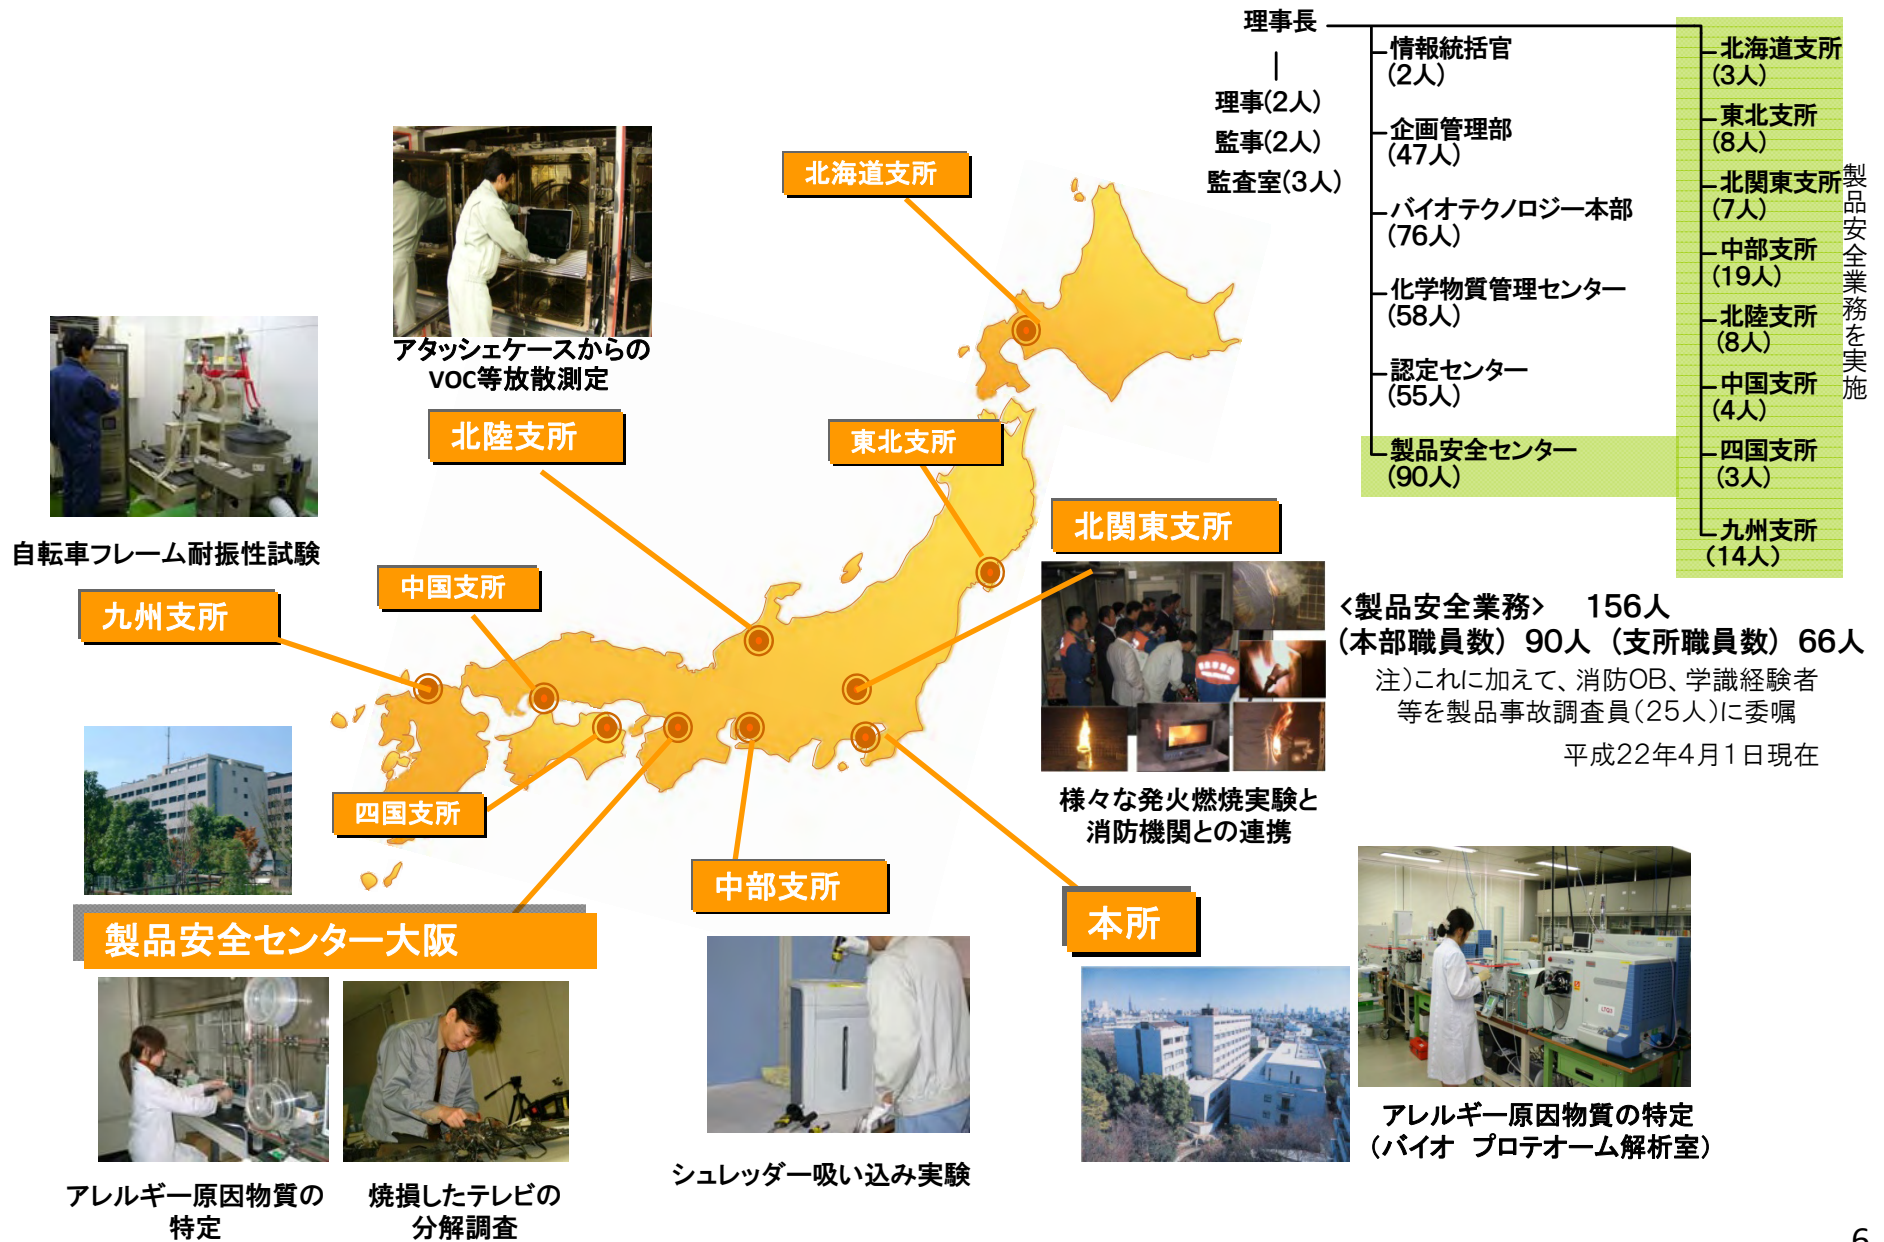 理事長
理事(2人)
監事(2人)
監査室(3人)
情報統括官
(2人)
企画管理部
(47人)
バイオテクノロジー本部
(76人)
化学物質管理センター
(58人)
認定センター
(55人)
製品安全センター
(90人)
北海道支所
(3人)
東北支所
(8人)
北関東支所
(7人)
中部支所
(19人)
北陸支所
(8人)
中国支所
(4人)
四国支所
(3人)
九州支所
(14人)
製品安全業務を実施
<製品安全業務> 156人
(本部職員数) 90人 (支所職員数) 66人
注)これに加えて、消防OB、学識経験者
等を製品事故調査員(25人)に委嘱
平成22年4月1日現在
北海道支所
アタッシェケースからの
VOC等放散測定
北陸支所
東北支所
自転車フレーム耐振性試験
九州支所
中国支所
北関東支所
様々な発火燃焼実験と
消防機関との連携
四国支所
中部支所
本所
製品安全センター大阪
アレルギー原因物質の
特定
焼損したテレビの
分解調査
シュレッダー吸い込み実験
アレルギー原因物質の特定
(バイオ プロテオーム解析室)
6